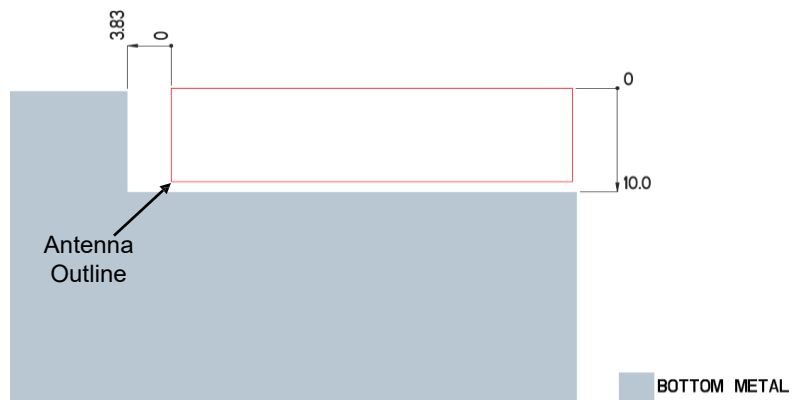 3.83
0
0
10.0
Antenna
Outline
BOTTOM METAL